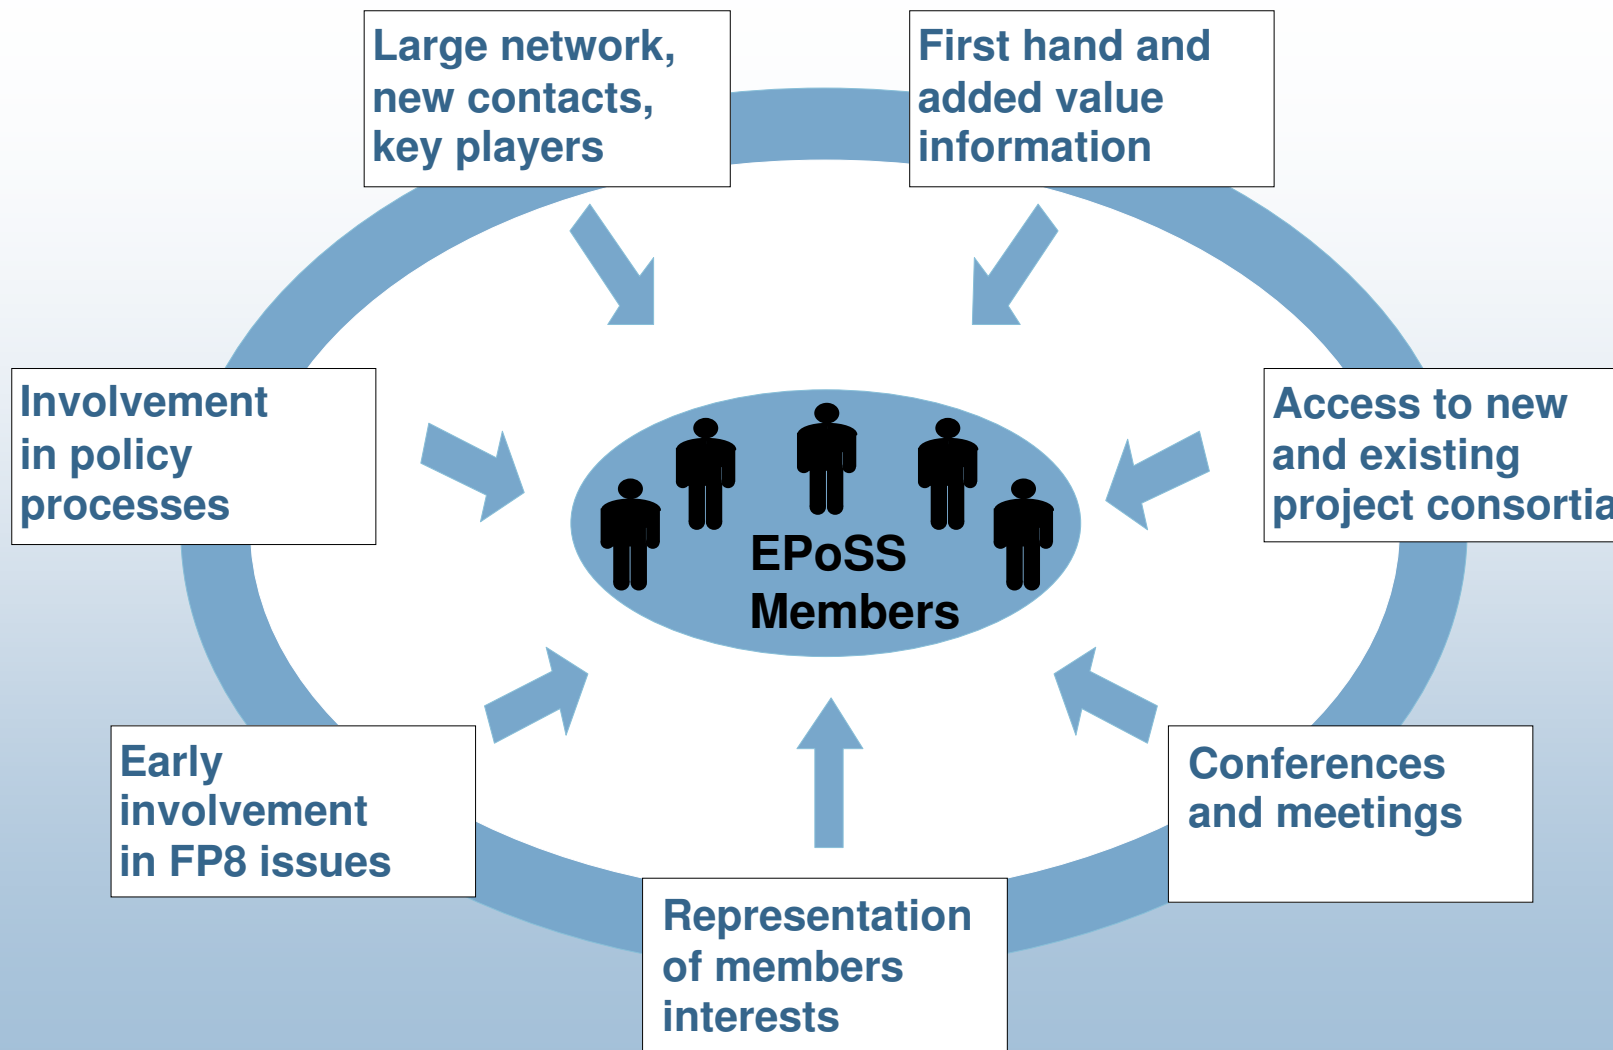 Large network,
new contacts,
key players
First hand and
added value
information
Involvement
in policy
processes
Access to new
and existing
project consortia
EPoSS
Members
Early
involvement
in FP8 issues
Conferences
and meetings
Representation
of members
interests